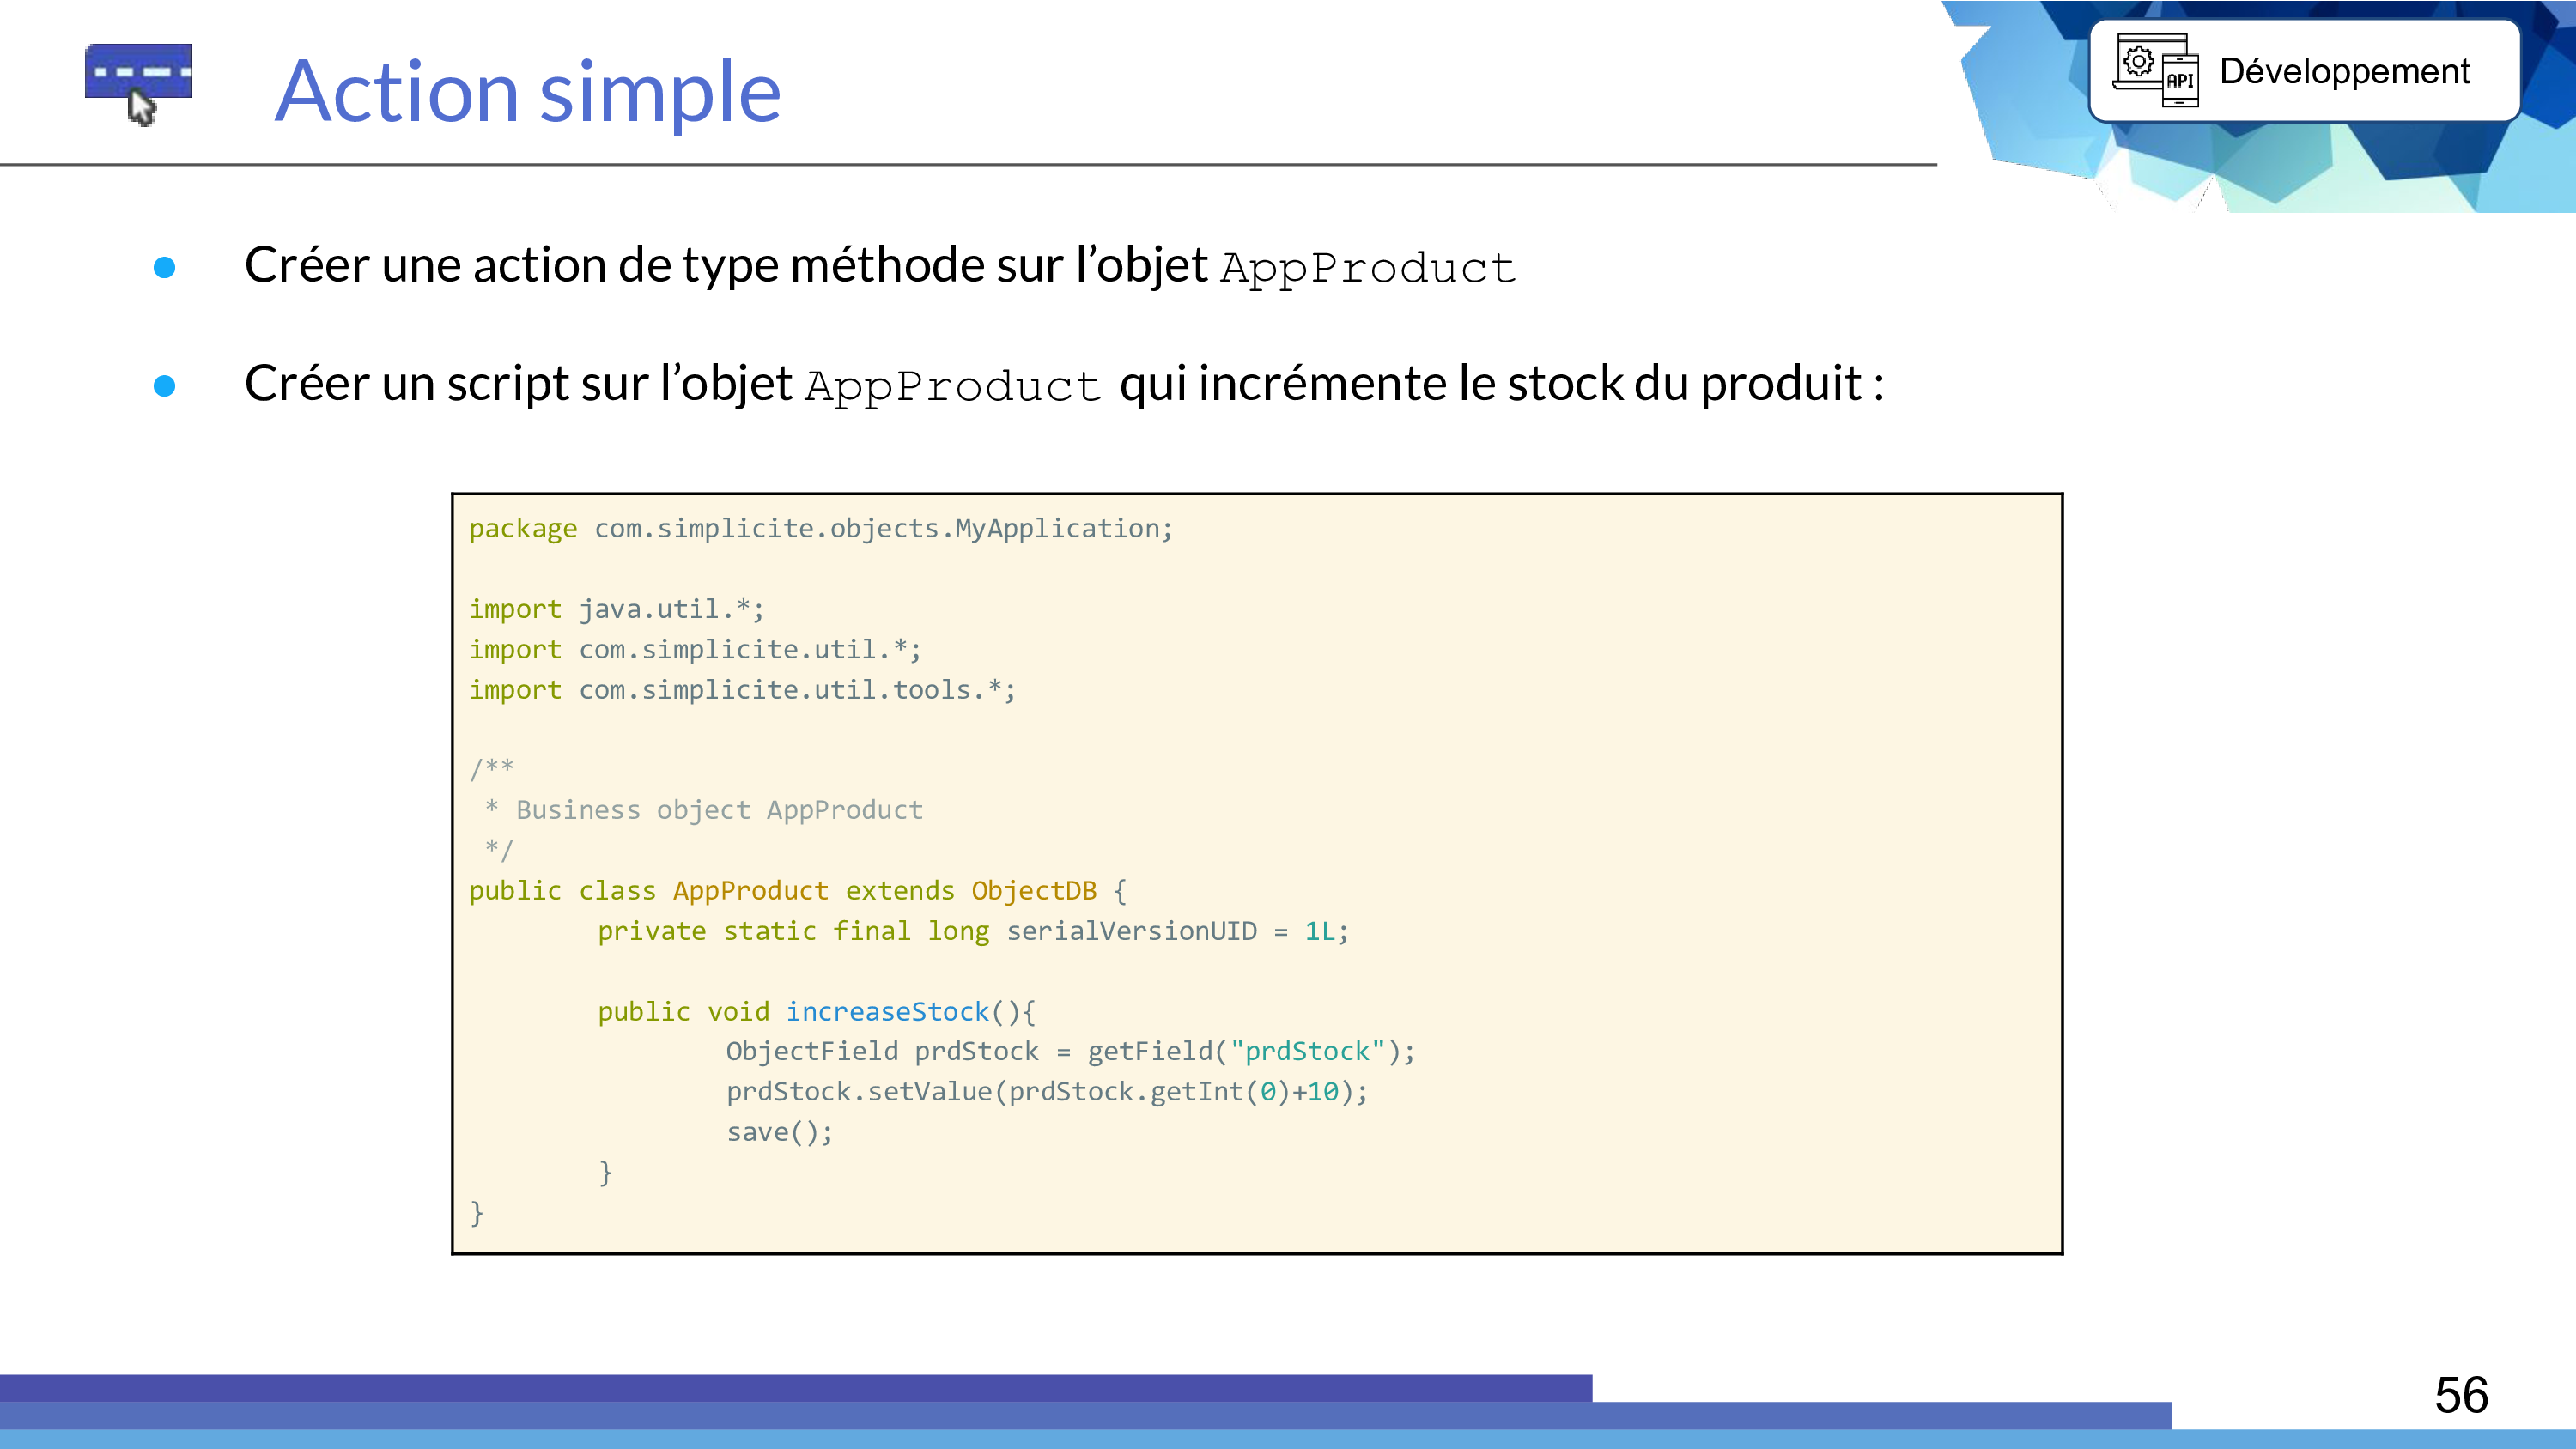 Action simple
API
Développement
● Créer une action de type méthode sur l’objet AppProduct
● Créer un script sur l’objet AppProduct qui incrémente le stock du produit :
package com.simplicite.objects.MyApplication;
import java.util.*;
import com.simplicite.util.*;
import com.simplicite.util.tools.*;
/**
 * Business object AppProduct
 */
public class AppProduct extends ObjectDB {
	private static final long serialVersionUID = 1L;
	public void increaseStock(){
		ObjectField prdStock = getField("prdStock");
		prdStock.setValue(prdStock.getInt(0)+10);
		save();
	}
}
56